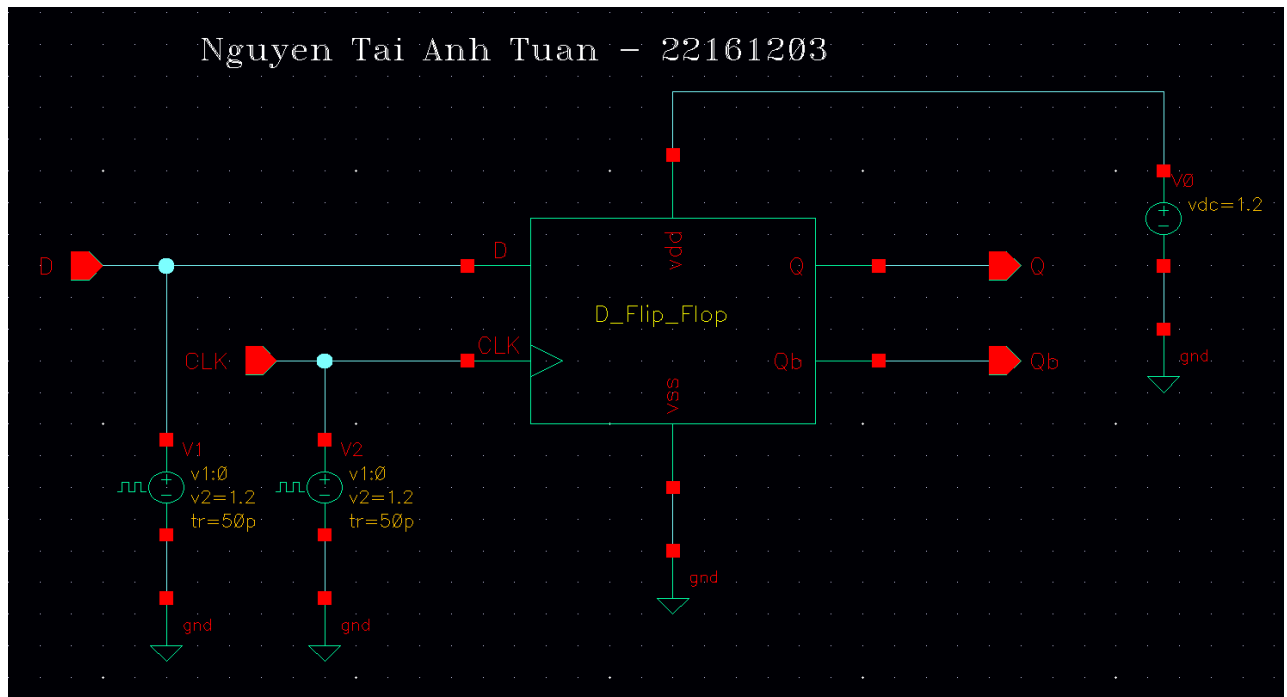 Nguyen Tai Anh Tuan - 22161203
V0
vdc=1.2
gnd
D
D
vdd
Q
Q
D_Flip_Flop
CLK
CLK
vss
Qb
Qb
V1
v1:0
v2=1.2
tr=50p
gnd
V2
v1:0
v2=1.2
tr=50p
gnd
gnd